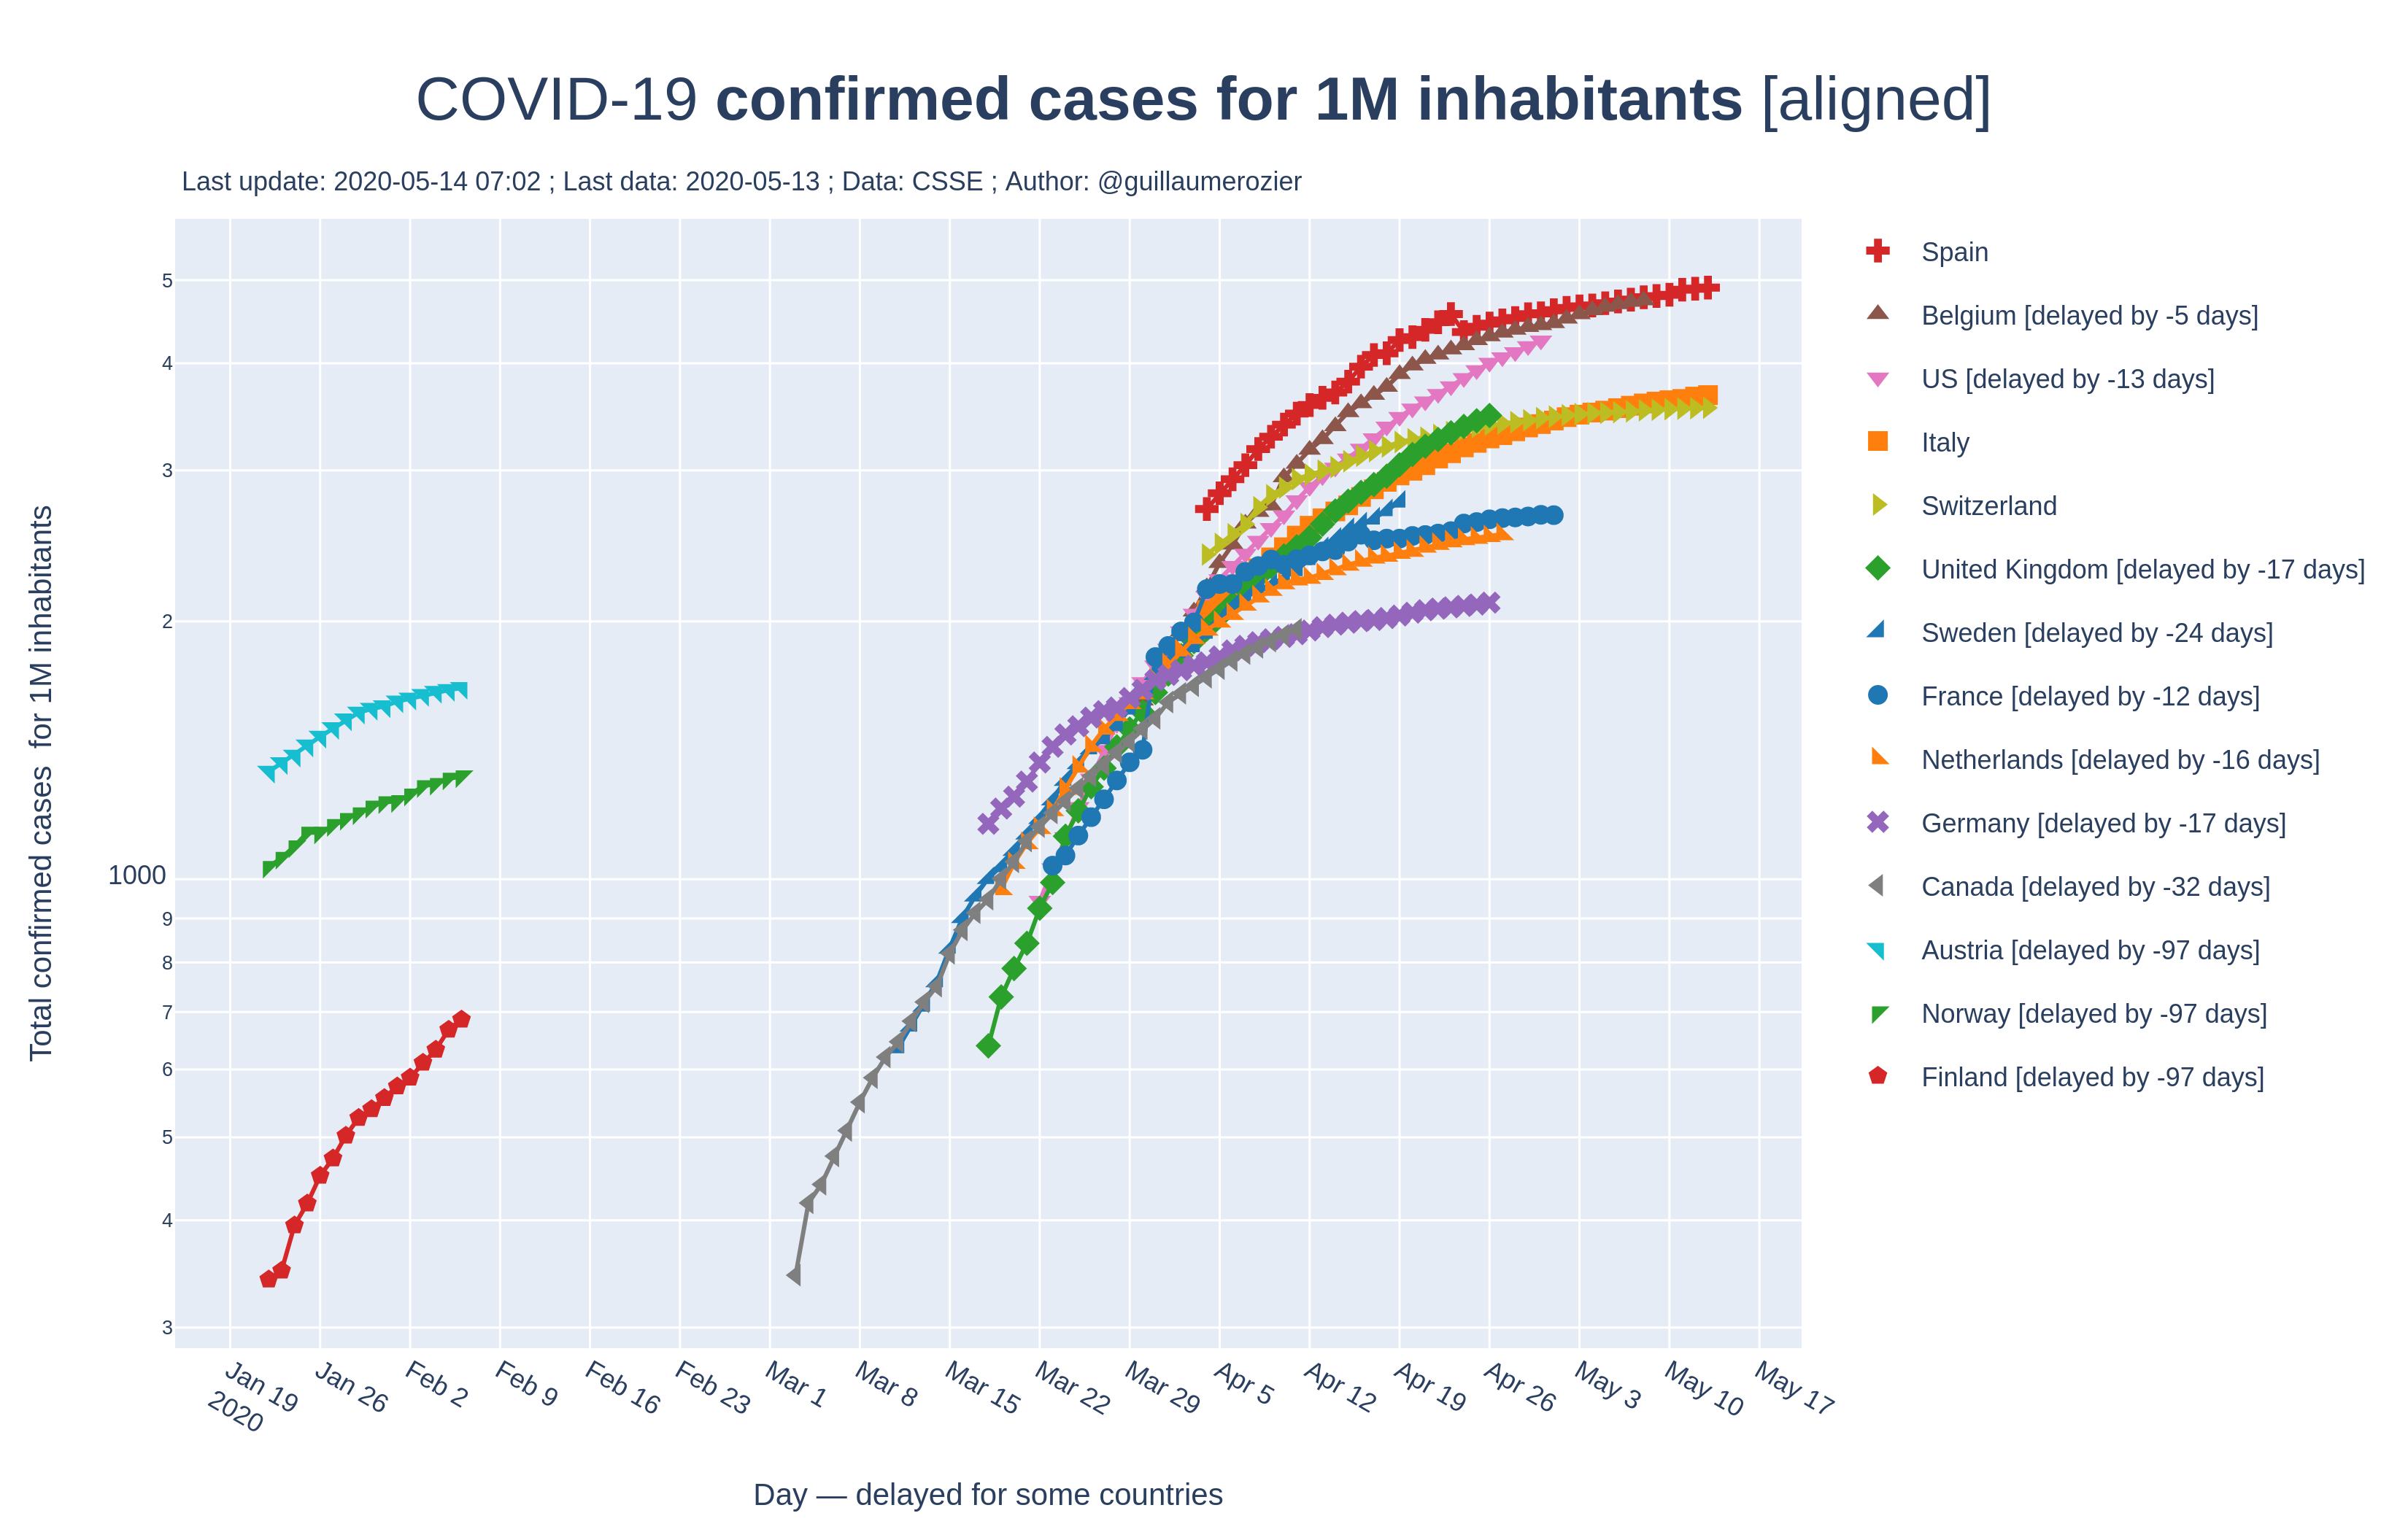 COVID-19 confirmed cases for 1M inhabitants [aligned]
Last update: 2020-05-14 07:02 ; Last data: 2020-05-13 ; Data: CSSE ; Author: @guillaumerozier
Total confirmed cases for 1M inhabitants
5
4
3
2
1000
9
8
7
6
5
4
3
Jan 19
2020
Jan 26
Feb 2
Feb 9
Feb 16
Feb 23
Mar 1
Mar 8
Mar 15
Mar 22
Mar 29
Apr 5
Apr 12
Apr 19
Apr 26
May 3
May 10
May 17
Day — delayed for some countries
Spain
Belgium [delayed by -5 days]
US [delayed by -13 days]
Italy
Switzerland
United Kingdom [delayed by -17 days]
Sweden [delayed by -24 days]
France [delayed by -12 days]
Netherlands [delayed by -16 days]
Germany [delayed by -17 days]
Canada [delayed by -32 days]
Austria [delayed by -97 days]
Norway [delayed by -97 days]
Finland [delayed by -97 days]